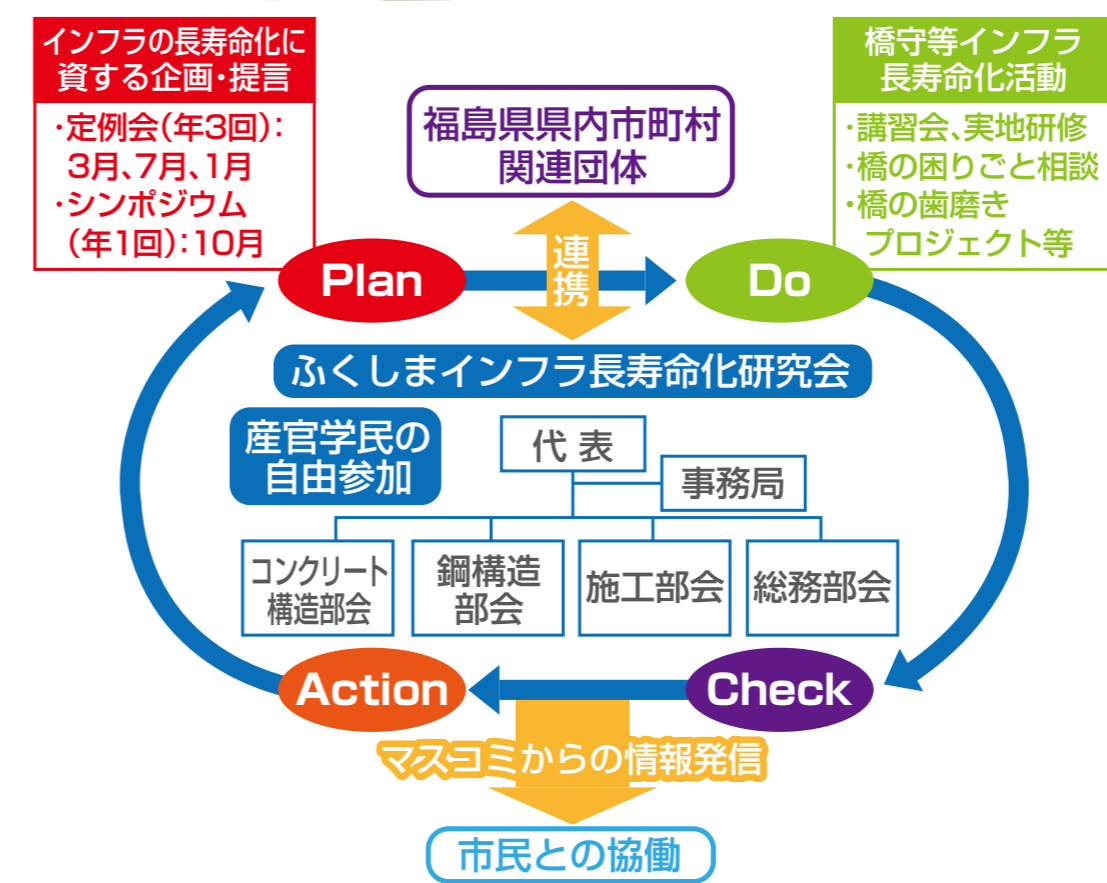 インフラの長寿命化に
資する企画・提言
・定例会(年3回):
3月、7月、1月
・シンポジウム
(年1回):10月
福島県県内市町村
関連団体
橋守等インフラ
長寿命化活動
・講習会、実地研修
・橋の困りごと相談
・橋の歯磨き
プロジェクト等
Plan
連携
Do
ふくしまインフラ長寿命化研究会
産官学民の
自由参加
代 表
事務局
コンクリート
構造部会
鋼構造
部会
施工部会
総務部会
Action
Check
マスコミからの情報発信
市民との協働